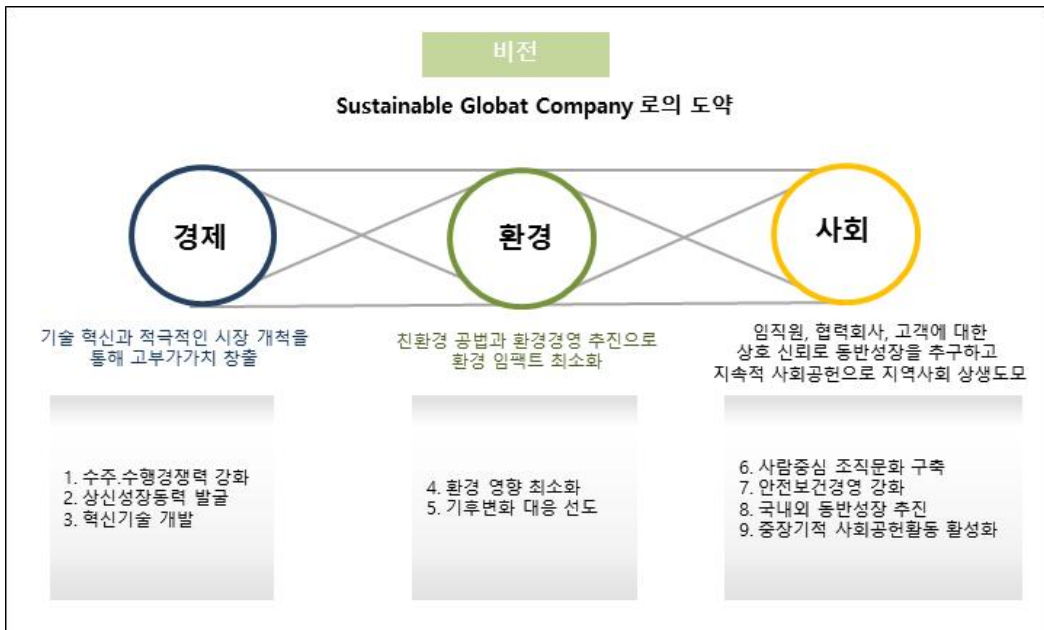 비전
Sustainable Globat Company 로의 도약
경제
환경
사회
기술 혁신과 적극적인 시장 개척을
통해 고부가가치 창출
친환경 공법과 환경경영 추진으로
환경 임팩트 최소화
임직원, 협력회사, 고객에 대한
상호 신뢰로 동반성장을 추구하고
지속적 사회공헌으로 지역사회 상생도모
1. 수주.수행경쟁력 강화
2. 상신성장동력 발굴
3. 혁신기술 개발
4. 환경 영향 최소화
5. 기후변화 대응 선도
6. 사람중심 조직문화 구축
7. 안전보건경영 강화
8. 국내외 동반성장 추진
9. 중장기적 사회공헌활동 활성화